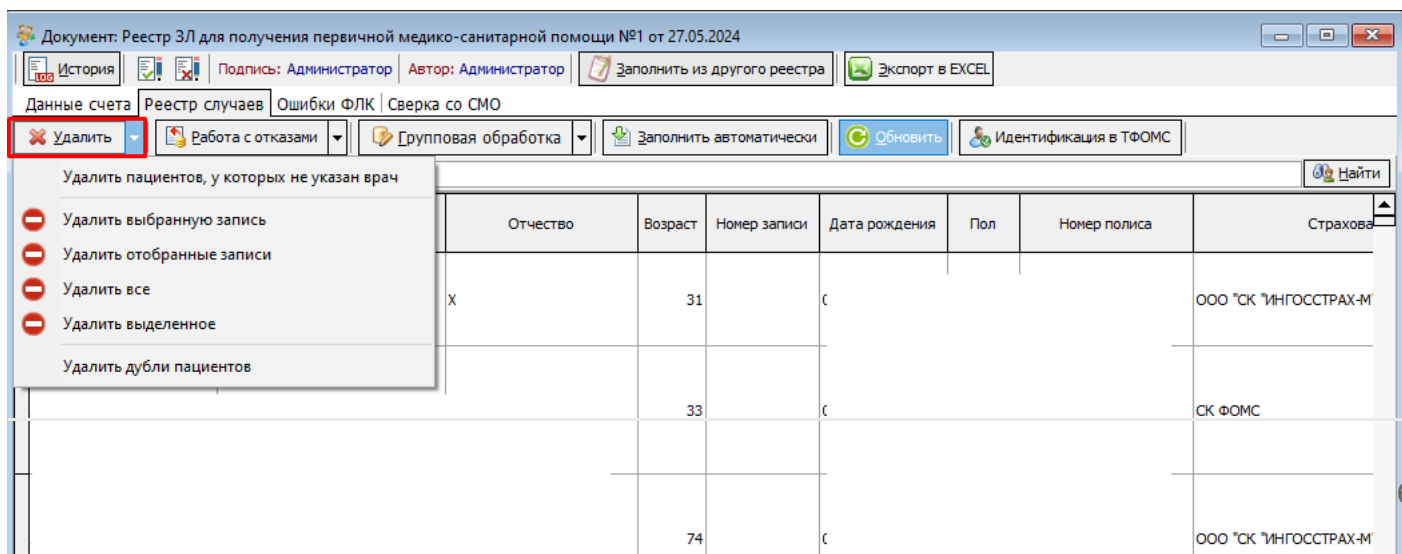 Документ: Реестр ЗЛ для получения первичной медико-санитарной помощи №1 от 27.05.2024
LOG История Подпись: Администратор Автор: Администратор Заполнить из другого реестра Экспорт в EXCEL
Данные счета Реестр случаев Ошибки ФЛК Сверка со СМО
Удалить Работа с отказами Групповая обработка Заполнить автоматически Обновить Идентификация в ТФОМС
Удалить пациентов, у которых не указан врач Найти
Удалить выбранную запись
Отчество Возраст Номер записи Дата рождения Пол Номер полиса Страхова
Удалить отобранные записи
Удалить все
Х 31 ООО "СК "ИНГОССТРАХ-М"
Удалить выделенное
Удалить дубли пациентов
33 СК ФОМС
74 ООО "СК "ИНГОССТРАХ-М"